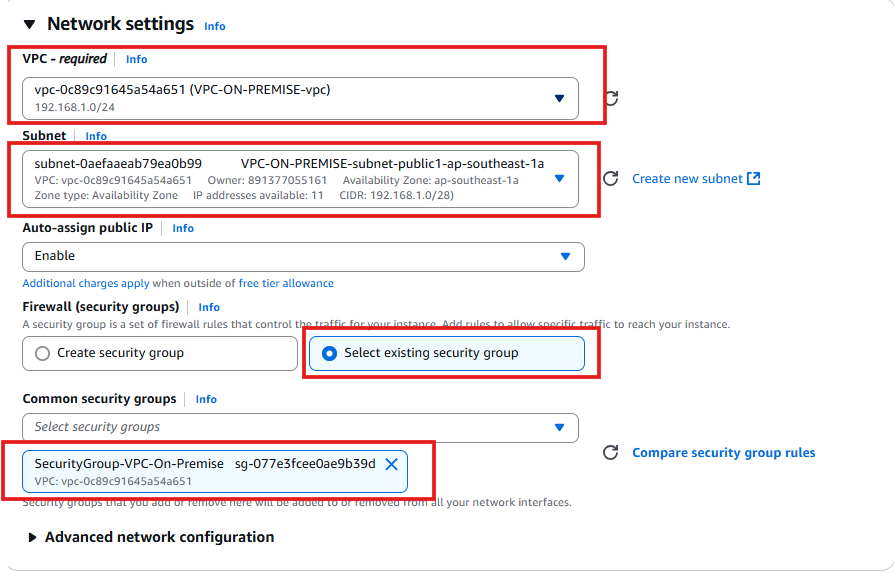 Network settings Info
VPC - required Info
vpc-0c89c91645a54a651 (VPC-ON-PREMISE-vpc)
192.168.1.0/24
Subnet Info
subnet-0aefaaeab79ea0b99 VPC-ON-PREMISE-subnet-public1-ap-southeast-1a
VPC: vpc-0c89c91645a54a651 Owner: 891377055161 Availability Zone: ap-southeast-1a
Zone type: Availability Zone IP addresses available: 11 CIDR: 192.168.1.0/28)
Create new subnet
Auto-assign public IP Info
Enable
Additional charges apply when outside of free tier allowance
Firewall (security groups) Info
A security group is a set of firewall rules that control the traffic for your instance. Add rules to allow specific traffic to reach your instance.
Create security group
Select existing security group
Common security groups Info
Select security groups
SecurityGroup-VPC-On-Premise sg-077e3fcee0ae9b39d
VPC: vpc-0c89c91645a54a651
Compare security group rules
Security groups that you add or remove here will be added to or removed from all your network interfaces.
Advanced network configuration